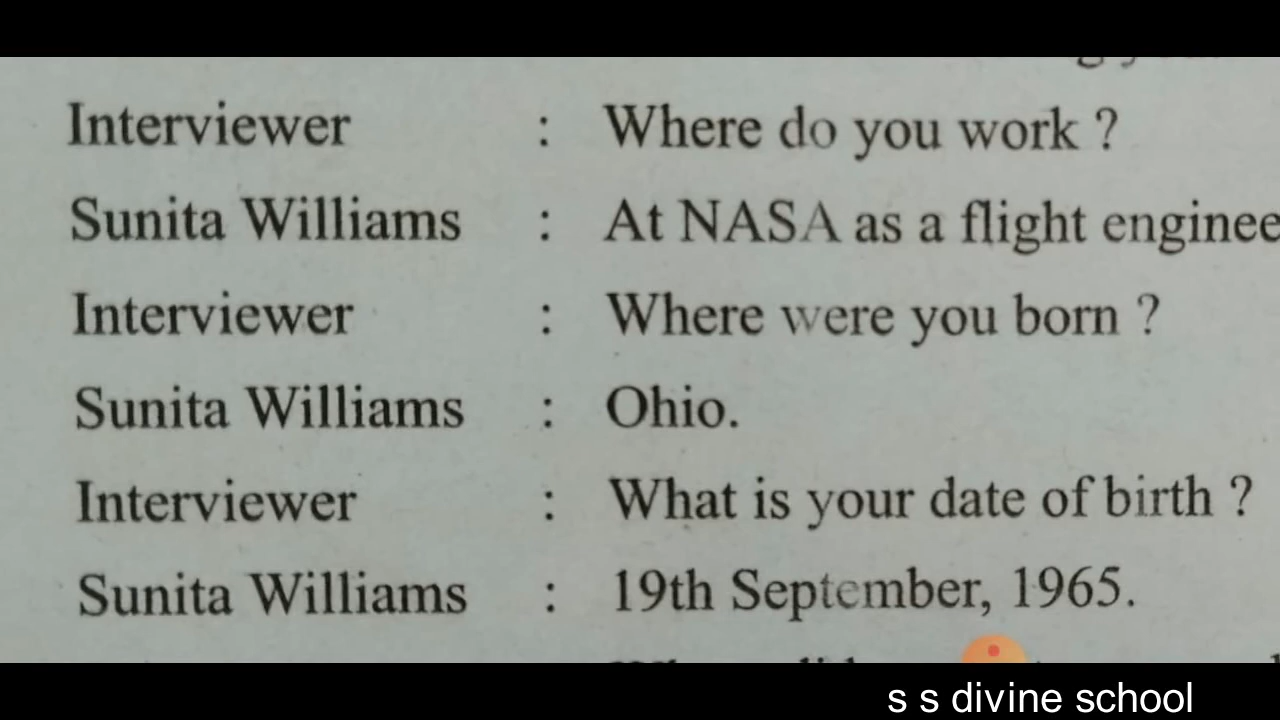 Interviewer : Where do you work ?
Sunita Williams : At NASA as a flight enginee
Interviewer : Where were you born ?
Sunita Williams : Ohio.
Interviewer : What is your date of birth ?
Sunita Williams : 19th September, 1965.
s s divine school